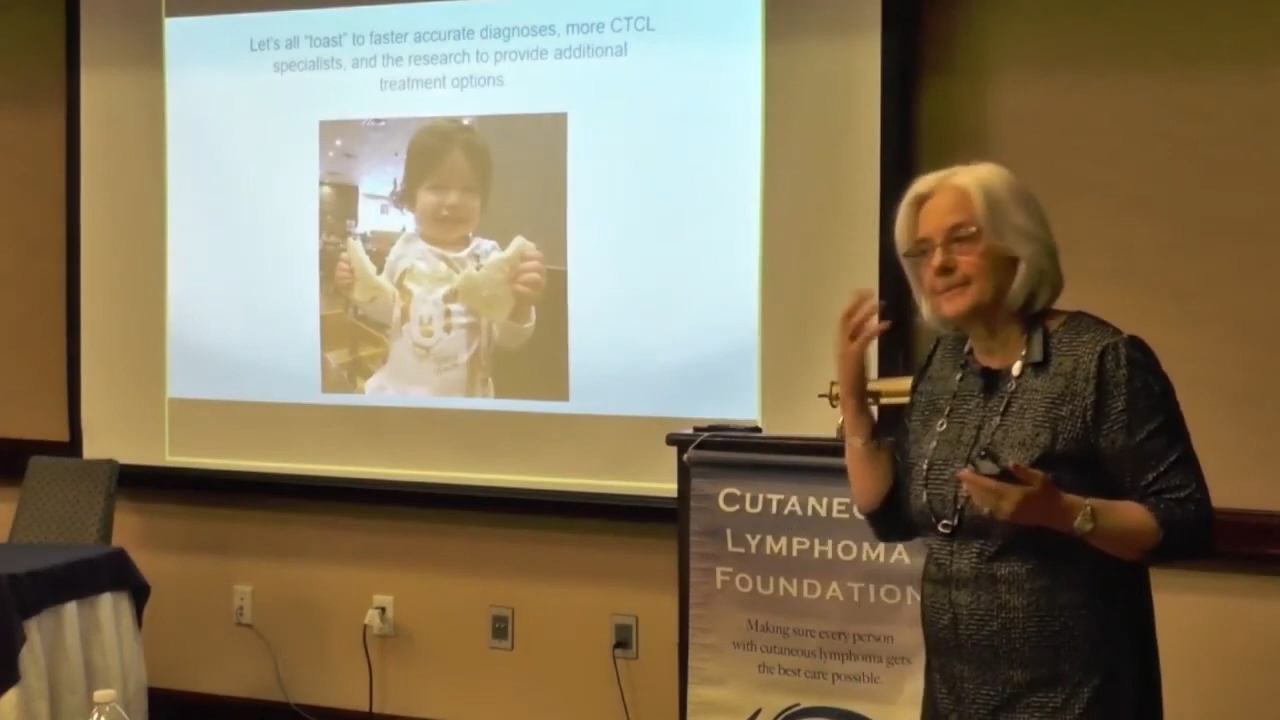 Let's all "toast" to faster accurate diagnoses, more CTCL
specialists, and the research to provide additional
treatment options.
CUTANEO
LYMPHOMA
FOUNDATION
Making sure every person
with cutaneous lymphoma gets
the best care possible.